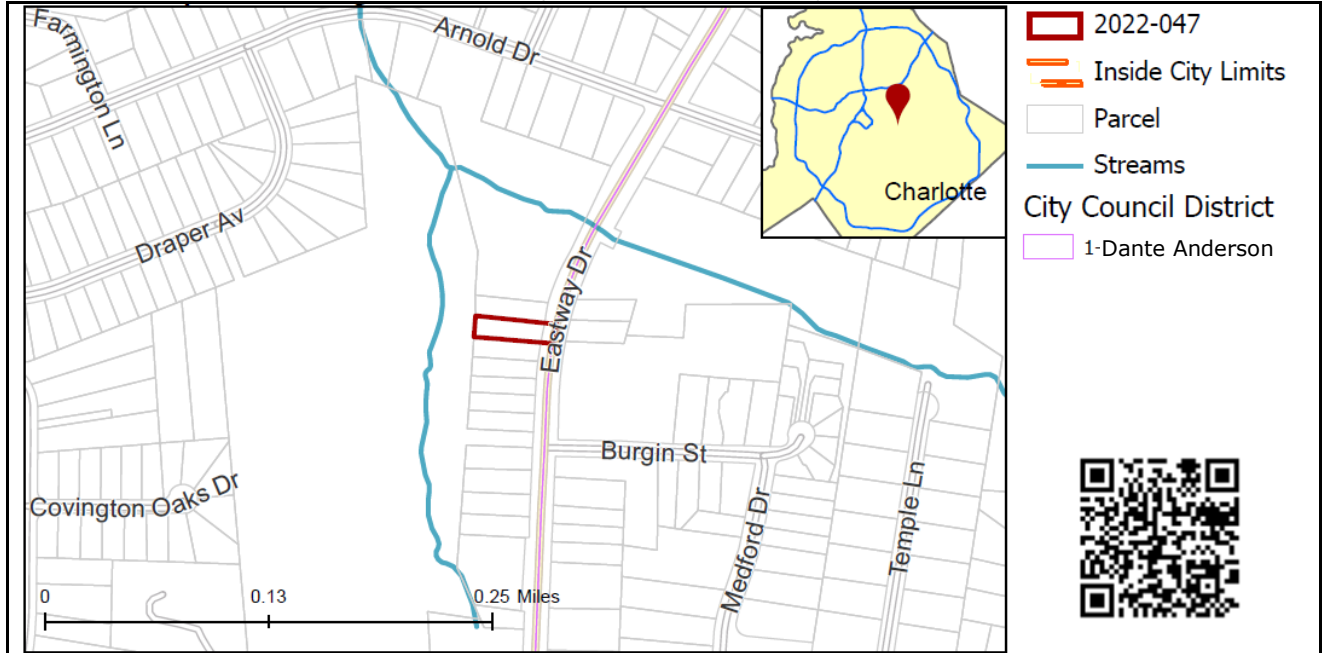 Farmington Ln
Arnold Dr
Draper Av
Eastway Dr
Burgin St
Covington Oaks Dr
Medford Dr
Temple Ln
0 0.13 0.25 Miles
Charlotte
2022-047
Inside City Limits
Parcel
Streams
City Council District
1-Dante Anderson